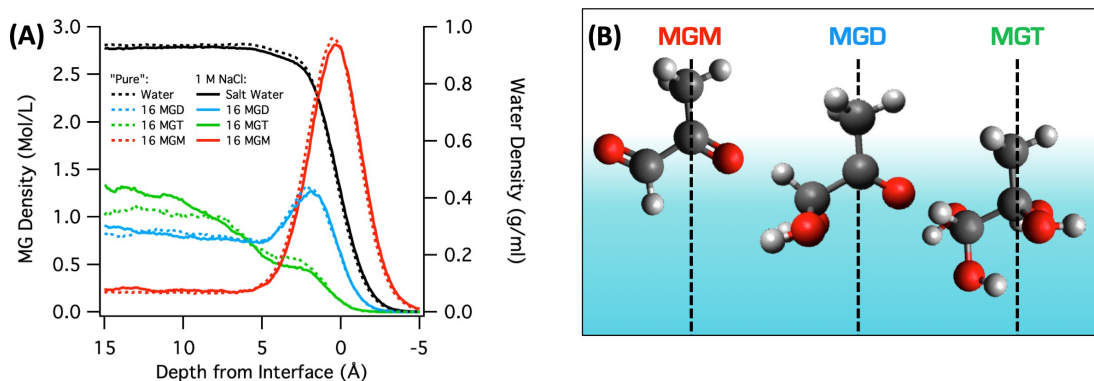 (A)
3.0
2.5
2.0
1.5
1.0
0.5
0.0
MG Density (Mol/L)
"Pure": 1 M NaCl:
Water Salt Water
16 MGD 16 MGD
16 MGT 16 MGT
16 MGM 16 MGM
1.0
0.8
0.6
0.4
0.2
0.0
Water Density (g/ml)
15 10 5 0 -5
Depth from Interface (Å)
(B)
MGM MGD MGT